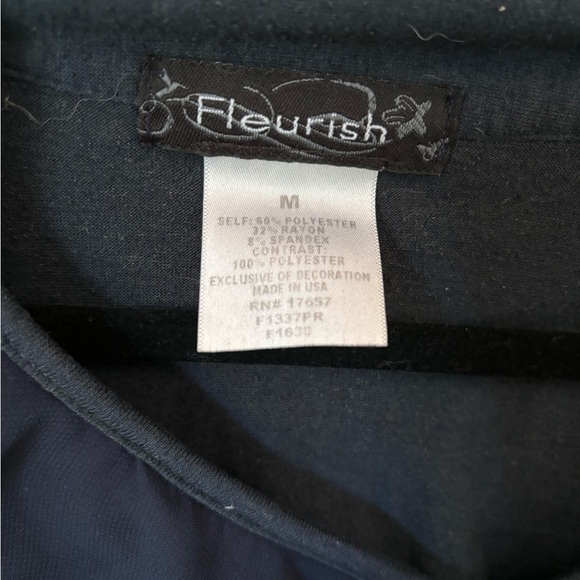 Fleurish
M
SELF: 60% POLYESTER
32% RAYON
8% SPANDEX
CONTRAST:
100% POLYESTER
EXCLUSIVE OF DECORATION
MADE IN USA
RN# 17657
F1337PR